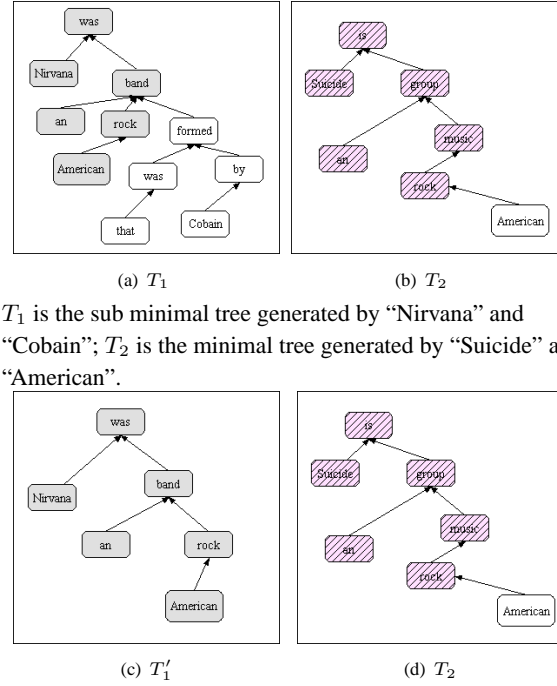 was
is
Nirvana
band
Suicide
group
an
rock
formed
music
American
was
by
an
rock
that
Cobain
American
(a) T1
(b) T2
T1 is the sub minimal tree generated by “Nirvana” and
“Cobain”; T2 is the minimal tree generated by “Suicide” a
“American”.
was
is
Nirvana
band
Suicide
group
an
rock
an
music
American
rock
American
(c) T1′
(d) T2